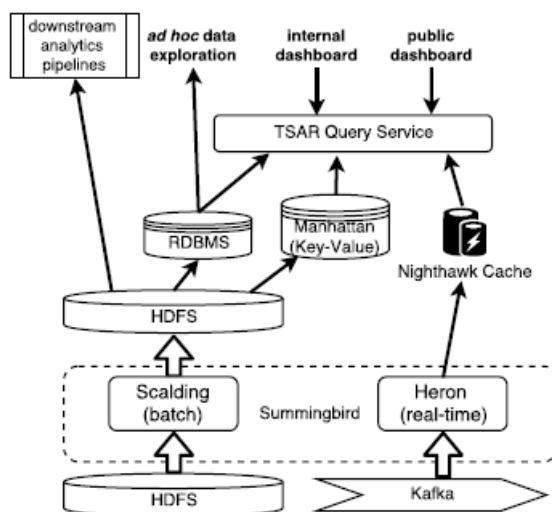 downstream
analytics
pipelines
ad hoc data
exploration
internal
dashboard
public
dashboard
TSAR Query Service
RDBMS
Manhattan
(Key-Value)
Nighthawk Cache
HDFS
Scalding
(batch)
Summingbird
Heron
(real-time)
HDFS
Kafka